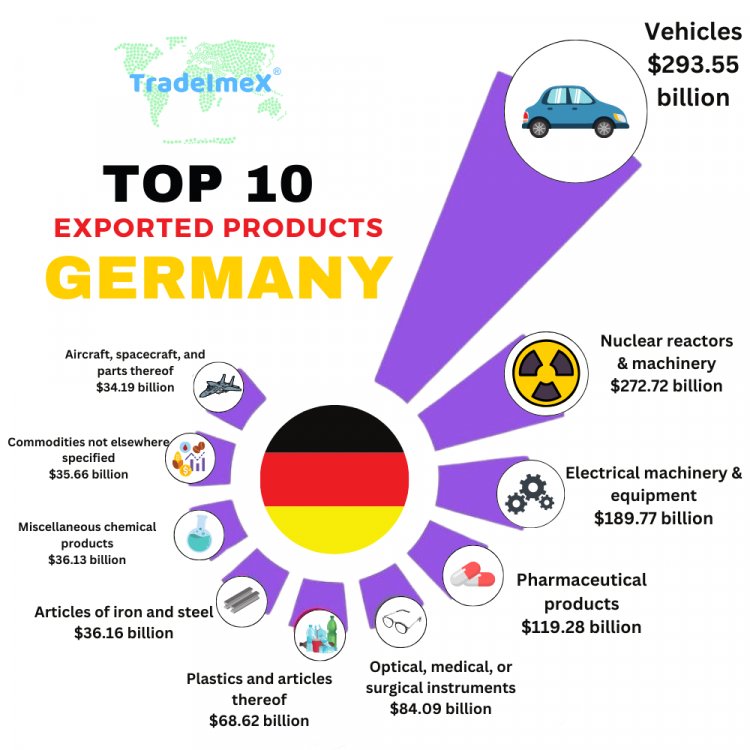 TradeImeX®
TOP 10
EXPORTED PRODUCTS
GERMANY
Vehicles
$293.55
billion
Nuclear reactors
& machinery
$272.72 billion
Electrical machinery &
equipment
$189.77 billion
Pharmaceutical
products
$119.28 billion
Optical, medical, or
surgical instruments
$84.09 billion
Plastics and articles
thereof
$68.62 billion
Articles of iron and steel
$36.16 billion
Miscellaneous chemical
products
$36.13 billion
Commodities not elsewhere
specified
$35.66 billion
Aircraft, spacecraft, and
parts thereof
$34.19 billion